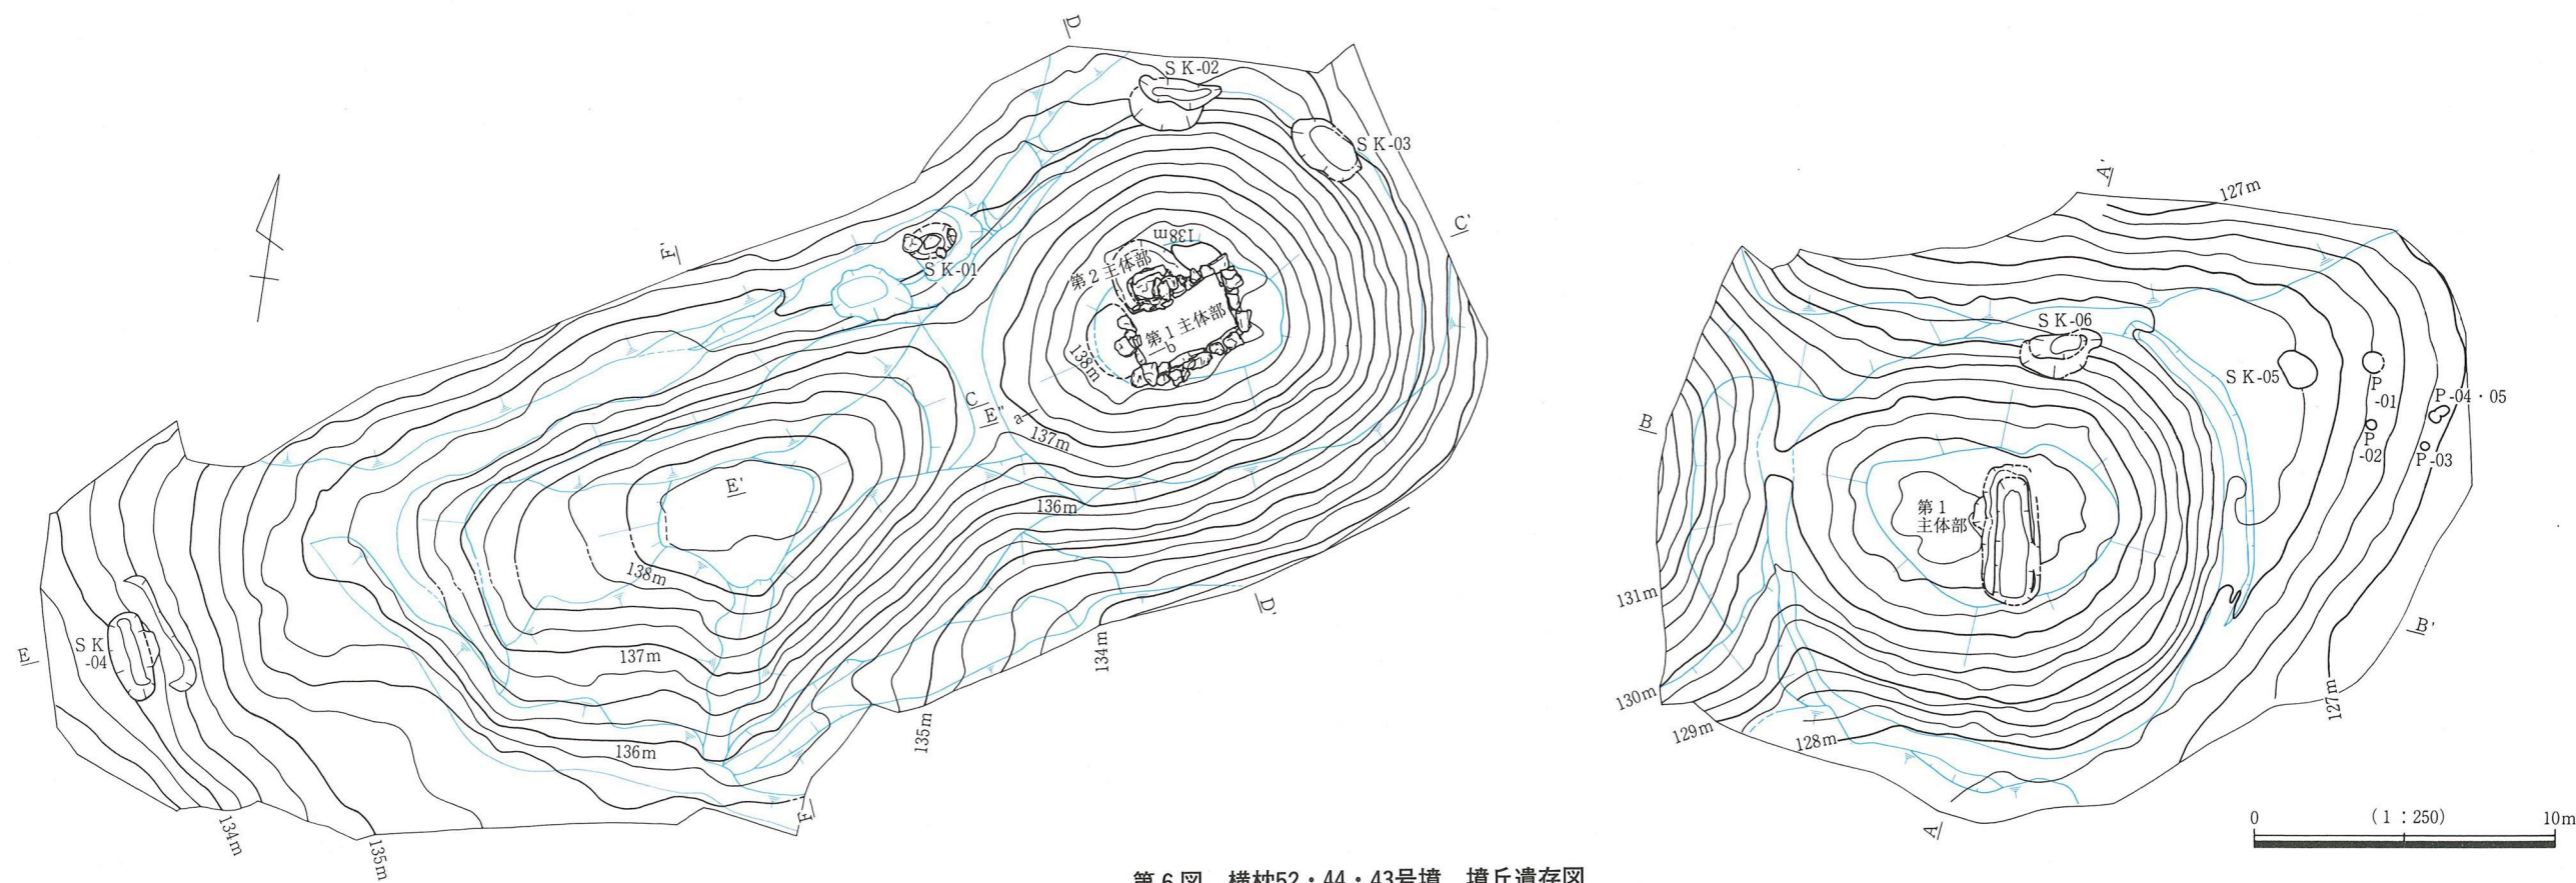 D
S K-02
S K-03
C'
F'
S K-01
138m
第2主体部
第1主体部
b
138m
C
E''
a
137m
136m
E'
138m
137m
136m
D'
134m
135m
E
S K
-04
F
134m
135m
A'
127m
S K-06
S K-05
P
-01
P-04・05
P
-02
P-03
B
第1
主体部
131m
130m
129m
128m
B'
127m
A
0 (1:250) 10m
第6図 横枕52・44・43号墳 墳丘遺存図